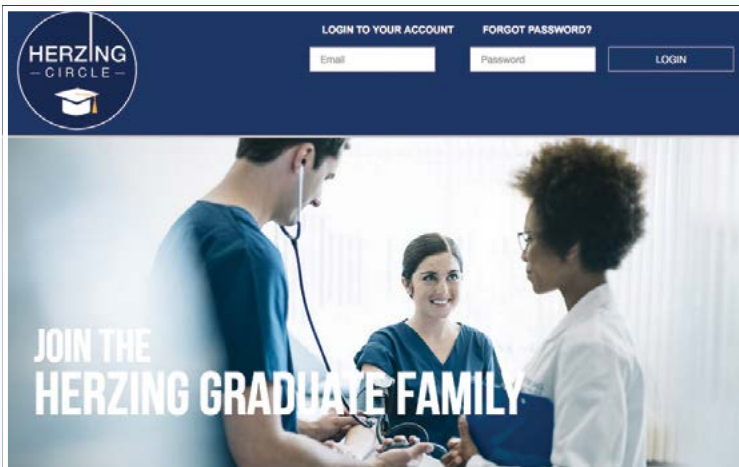 HERZING
CIRCLE
LOGIN TO YOUR ACCOUNT
FORGOT PASSWORD?
Email
Password
LOGIN
JOIN THE
HERZING GRADUATE FAMILY